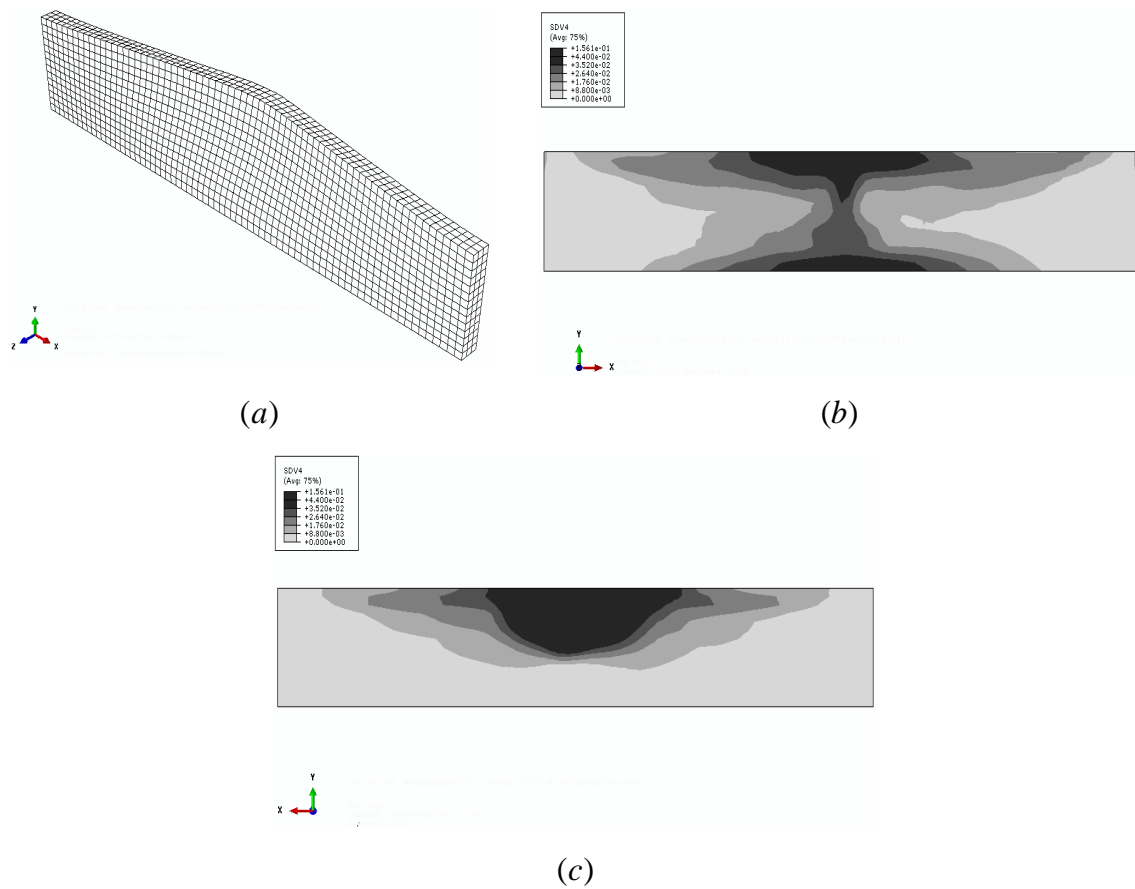 Y
Z
X
(a)
SDV4
(Avg: 75%)
+1.561e-01
+4.400e-02
+3.520e-02
+2.640e-02
+1.760e-02
+8.800e-03
+0.000e+00
Y
X
(b)
SDV4
(Avg: 75%)
+1.561e-01
+4.400e-02
+3.520e-02
+2.640e-02
+1.760e-02
+8.800e-03
+0.000e+00
Y
X
(c)